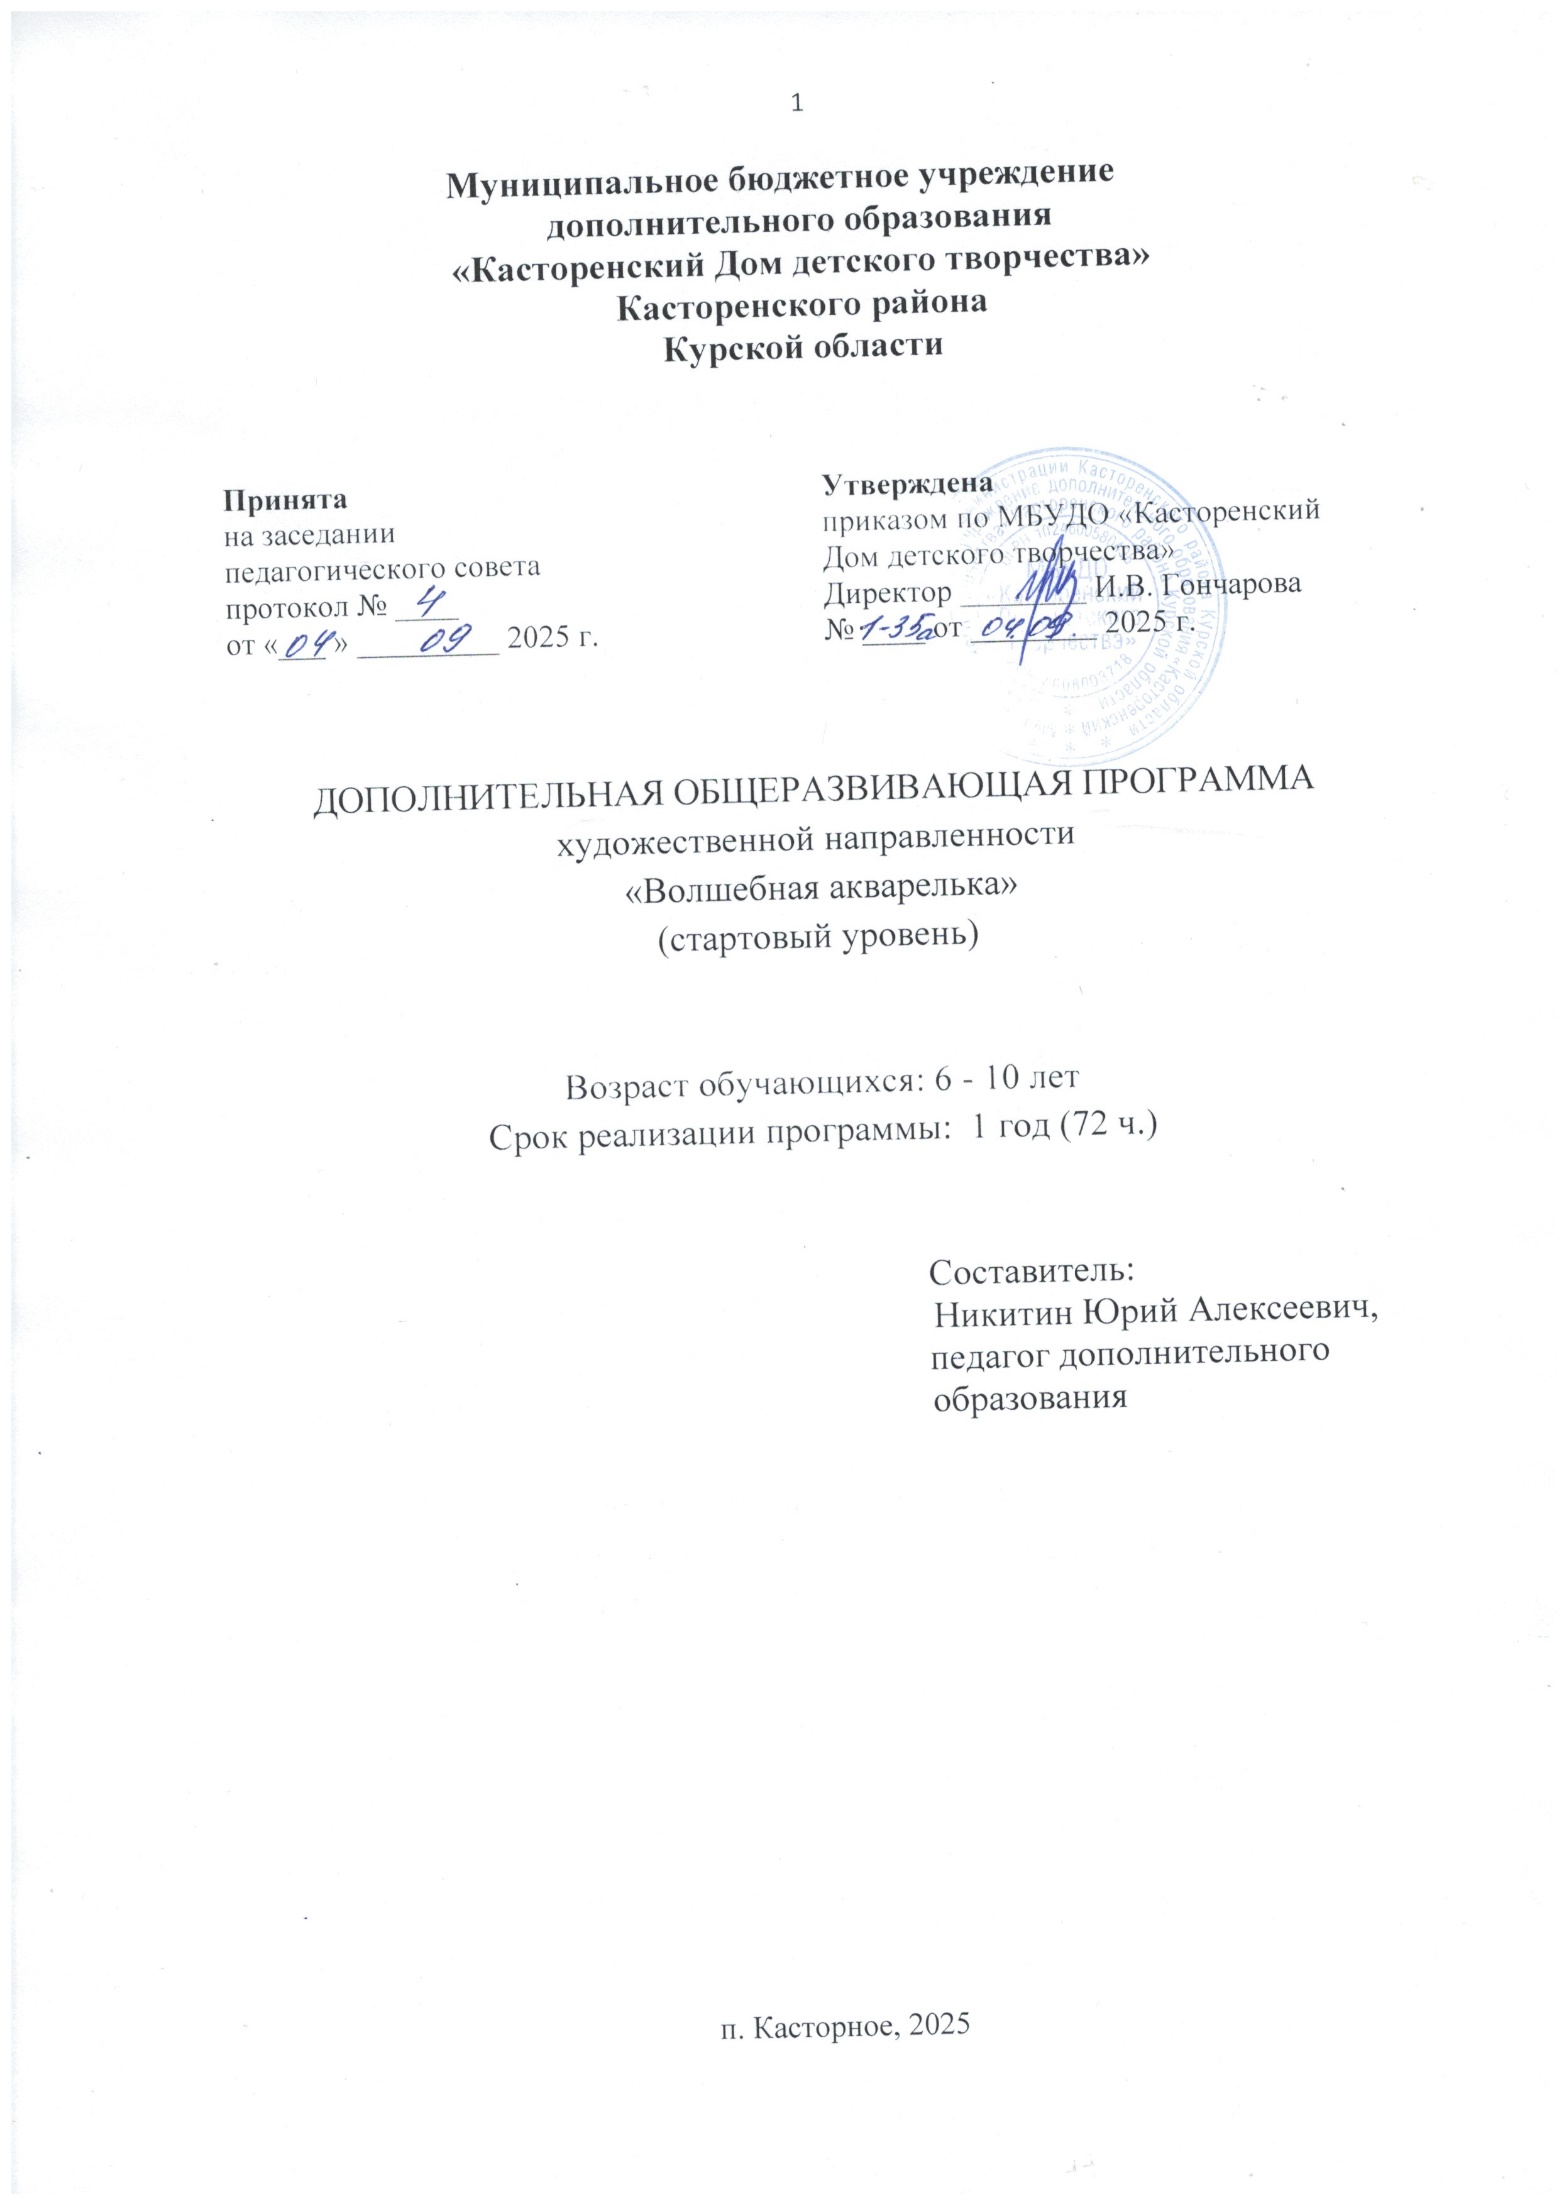 1
Муниципальное бюджетное учреждение
дополнительного образования
«Касторенский Дом детского творчества»
Касторенского района
Курской области
Принята
на заседании
педагогического совета
протокол № 4
от «04» 09 2025 г.
Утверждена
приказом по МБУДО «Касторенский
Дом детского творчества»
Директор И.В. Гончарова
№ 1-35а от 04.09. 2025 г.
ДОПОЛНИТЕЛЬНАЯ ОБЩЕРАЗВИВАЮЩАЯ ПРОГРАММА
художественной направленности
«Волшебная акварелька»
(стартовый уровень)
Возраст обучающихся: 6 - 10 лет
Срок реализации программы: 1 год (72 ч.)
Составитель:
Никитин Юрий Алексеевич,
педагог дополнительного
образования
п. Касторное, 2025